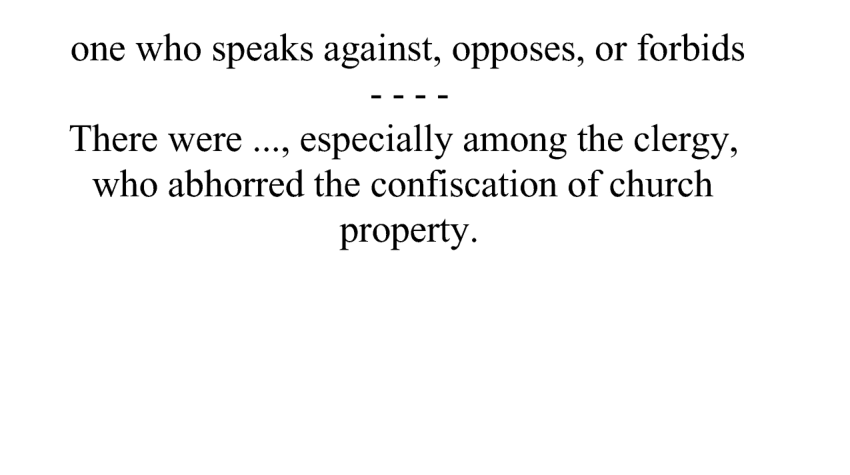 one who speaks against, opposes, or forbids
- - - -
There were ..., especially among the clergy,
who abhorred the confiscation of church
property.